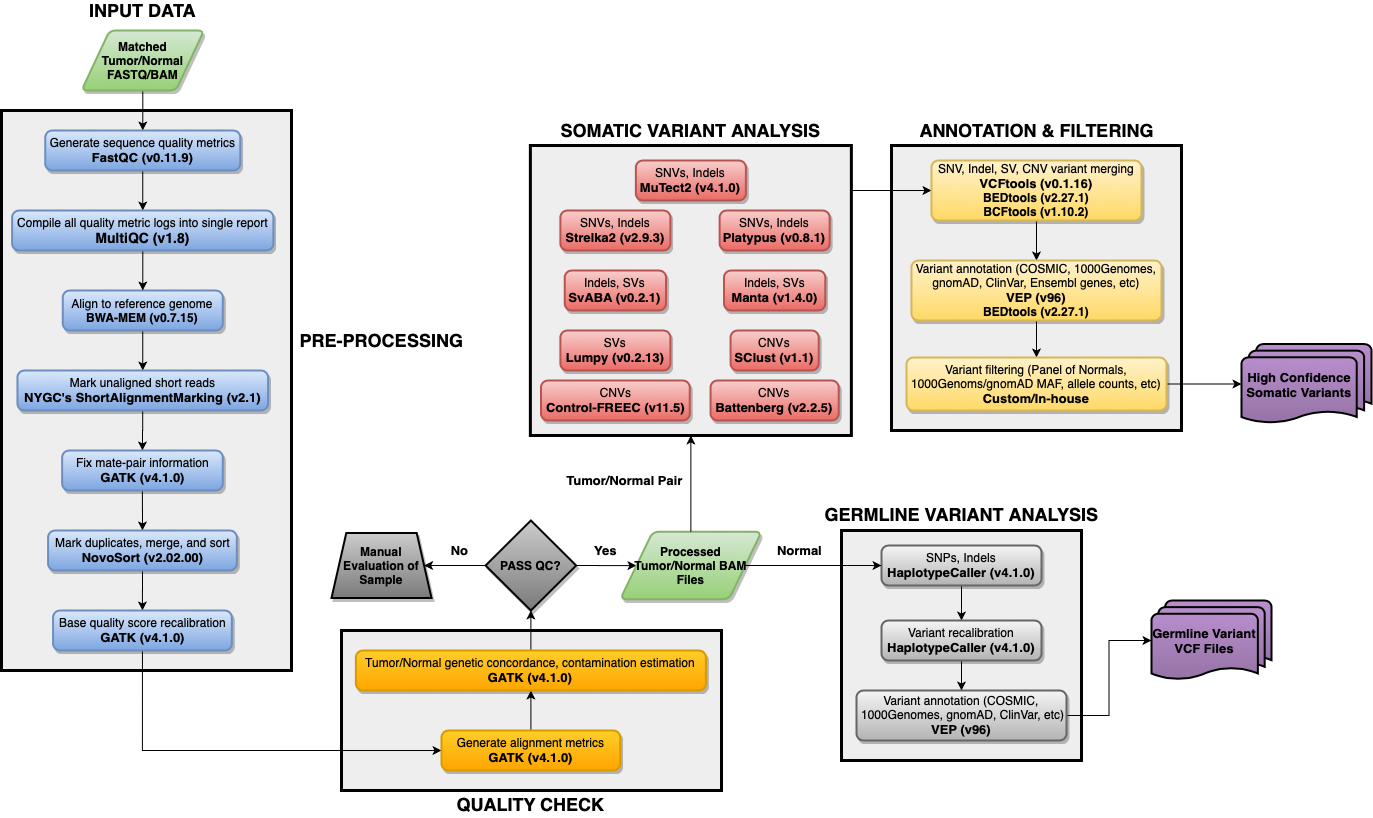 INPUT DATA
Matched
Tumor/Normal
FASTQ/BAM
Generate sequence quality metrics
FastQC (v0.11.9)
Compile all quality metric logs into single report
MultiQC (v1.8)
Align to reference genome
BWA-MEM (v0.7.15)
Mark unaligned short reads
NYGC's ShortAlignmentMarking (v2.1)
Fix mate-pair information
GATK (v4.1.0)
Mark duplicates, merge, and sort
NovoSort (v2.02.00)
Base quality score recalibration
GATK (v4.1.0)
PRE-PROCESSING
Generate alignment metrics
GATK (v4.1.0)
Tumor/Normal genetic concordance, contamination estimation
GATK (v4.1.0)
QUALITY CHECK
PASS QC?
No
Manual
Evaluation of
Sample
Yes
Processed
Tumor/Normal BAM
Files
Tumor/Normal Pair
Normal
SOMATIC VARIANT ANALYSIS
SNVs, Indels
MuTect2 (v4.1.0)
SNVs, Indels
Strelka2 (v2.9.3)
SNVs, Indels
Platypus (v0.8.1)
Indels, SVs
SvABA (v0.2.1)
Indels, SVs
Manta (v1.4.0)
SVs
Lumpy (v0.2.13)
CNVs
SClust (v1.1)
CNVs
Control-FREEC (v11.5)
CNVs
Battenberg (v2.2.5)
ANNOTATION & FILTERING
SNV, Indel, SV, CNV variant merging
VCFtools (v0.1.16)
BEDtools (v2.27.1)
BCFtools (v1.10.2)
Variant annotation (COSMIC, 1000Genomes,
gnomAD, ClinVar, Ensembl genes, etc)
VEP (v96)
BEDtools (v2.27.1)
Variant filtering (Panel of Normals,
1000Genoms/gnomAD MAF, allele counts, etc)
Custom/In-house
High Confidence
Somatic Variants
GERMLINE VARIANT ANALYSIS
SNPs, Indels
HaplotypeCaller (v4.1.0)
Variant recalibration
HaplotypeCaller (v4.1.0)
Variant annotation (COSMIC,
1000Genomes, gnomAD, ClinVar, etc)
VEP (v96)
Germline Variant
VCF Files